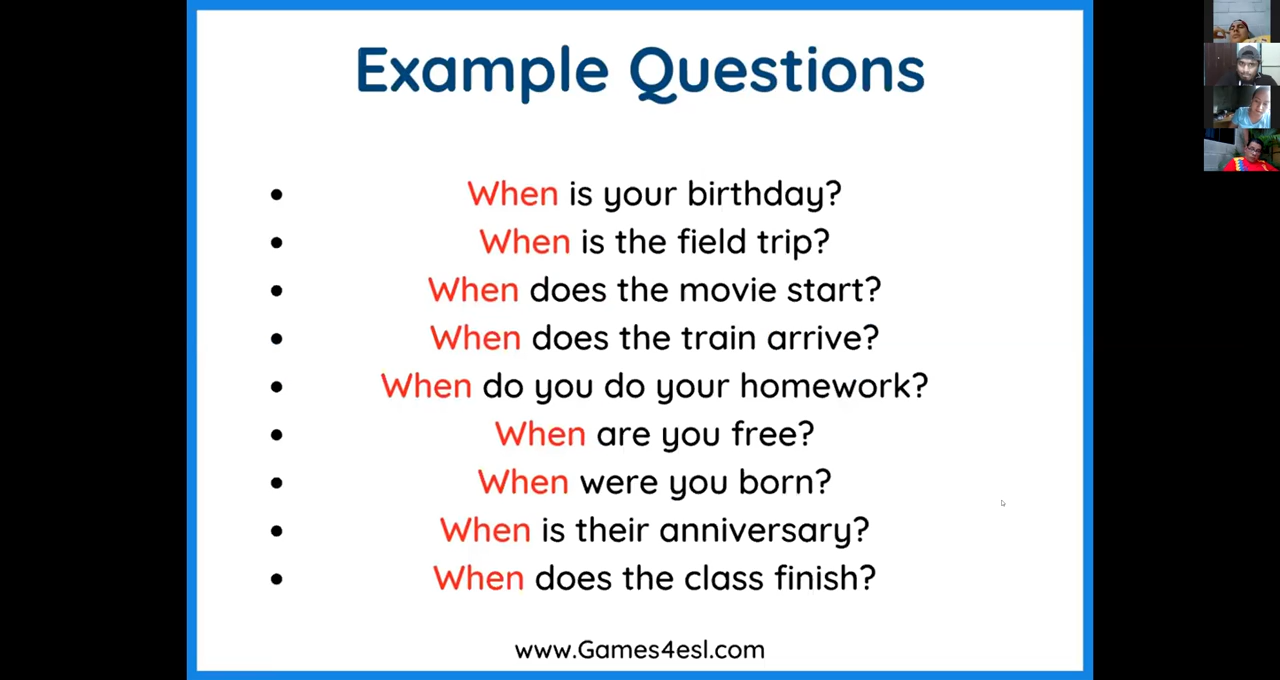 Example Questions
• When is your birthday?
• When is the field trip?
• When does the movie start?
• When does the train arrive?
• When do you do your homework?
• When are you free?
• When were you born?
• When is their anniversary?
• When does the class finish?
www.Games4esl.com